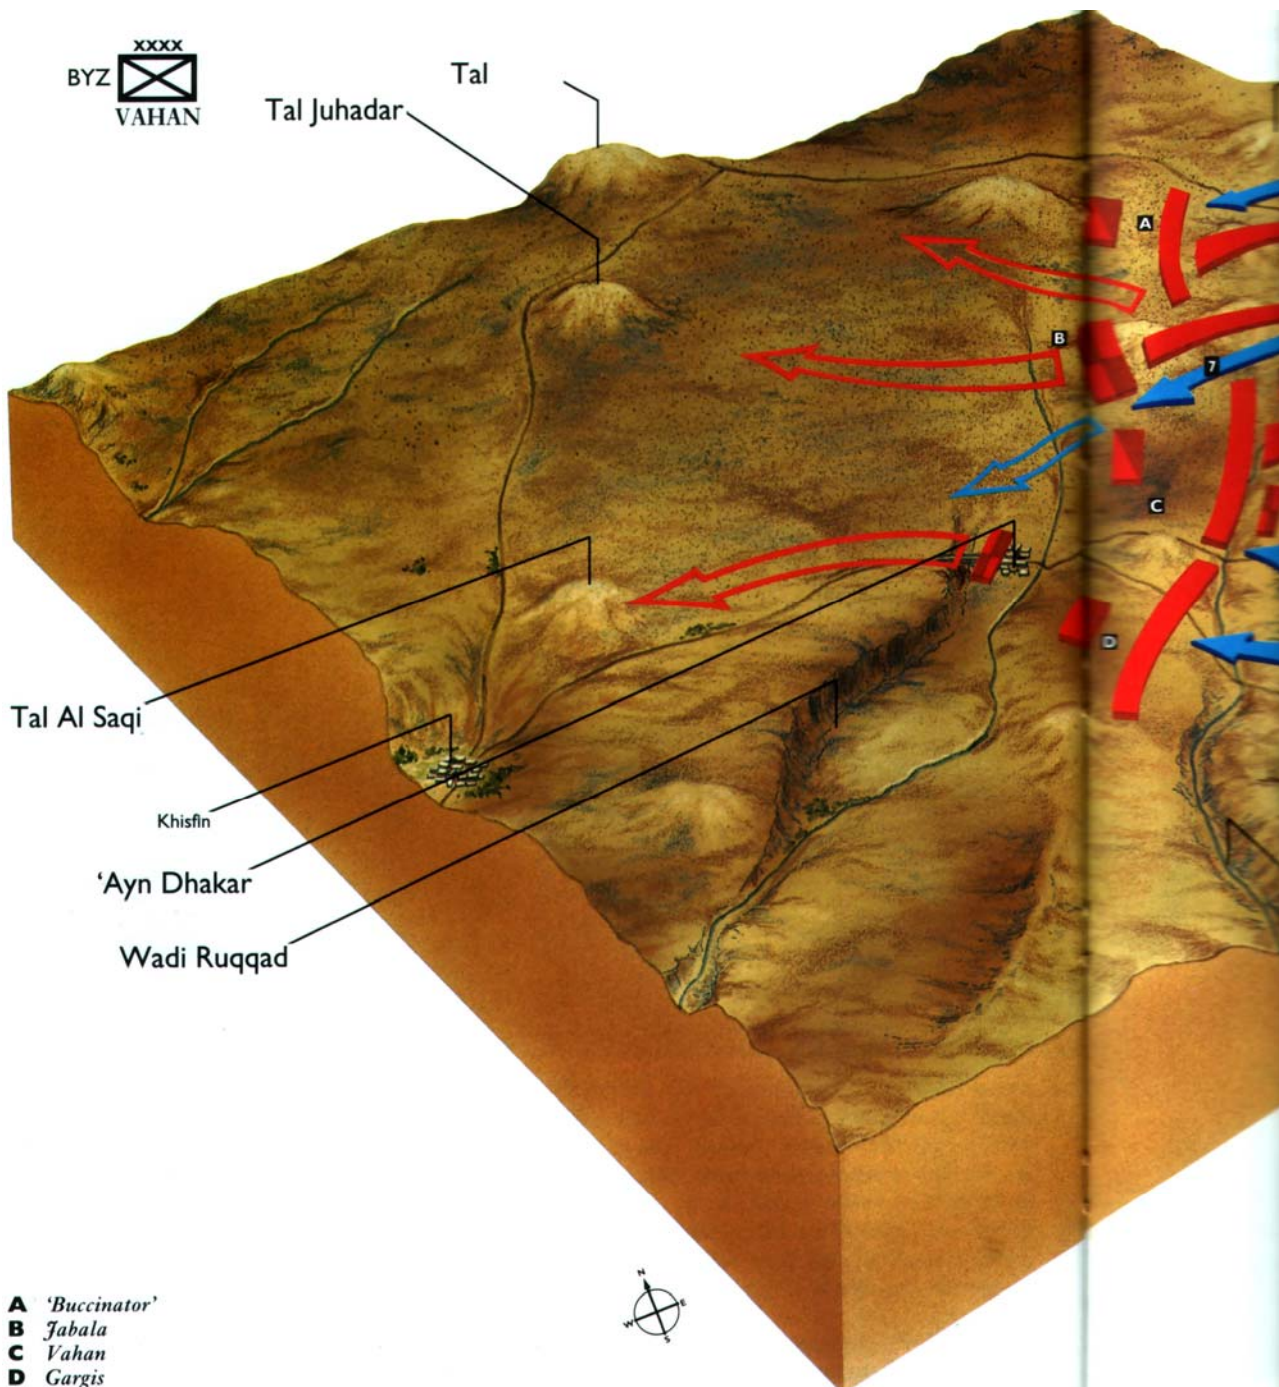 XXXX
BYZ
VAHAN
Tal
Tal Juhadar
A
B
7
C
D
Tal Al Saqi
Khisfin
'Ayn Dhakar
Wadi Ruqqad
N
W E
S
A 'Buccinator'
B Jabala
C Vahan
D Gargis